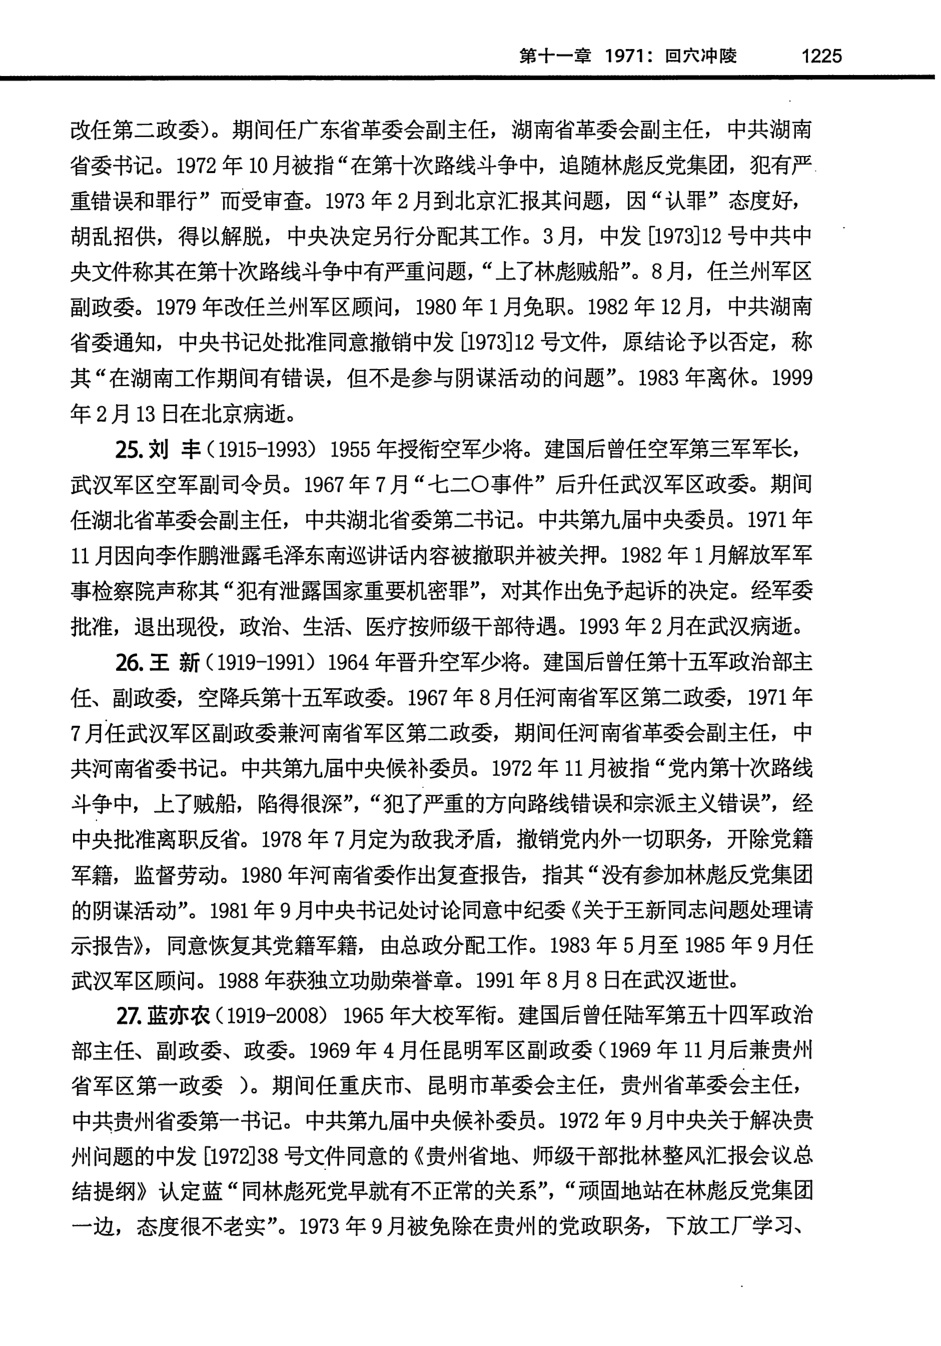 第十一章 1971：回穴冲陵 1225
改任第二政委）。期间任广东省革委会副主任，湖南省革委会副主任，中共湖南
省委书记。1972 年 10 月被指“在第十次路线斗争中，追随林彪反党集团，犯有严
重错误和罪行”而受审查。1973 年 2 月到北京汇报其问题，因“认罪”态度好，
胡乱招供，得以解脱，中央决定另行分配其工作。3 月，中发 [1973]12 号中共中
央文件称其在第十次路线斗争中有严重问题，“上了林彪贼船”。8 月，任兰州军区
副政委。1979 年改任兰州军区顾问，1980 年 1 月免职。1982 年 12 月，中共湖南
省委通知，中央书记处批准同意撤销中发 [1973]12 号文件，原结论予以否定，称
其“在湖南工作期间有错误，但不是参与阴谋活动的问题”。1983 年离休。1999
年 2 月 13 日在北京病逝。
25. 刘 丰（1915-1993）1955 年授衔空军少将。建国后曾任空军第三军军长，
武汉军区空军副司令员。1967 年 7 月“七二〇事件”后升任武汉军区政委。期间
任湖北省革委会副主任，中共湖北省委第二书记。中共第九届中央委员。1971 年
11 月因向李作鹏泄露毛泽东南巡讲话内容被撤职并被关押。1982 年 1 月解放军军
事检察院声称其“犯有泄露国家重要机密罪”，对其作出免予起诉的决定。经军委
批准，退出现役，政治、生活、医疗按师级干部待遇。1993 年 2 月在武汉病逝。
26. 王 新（1919-1991）1964 年晋升空军少将。建国后曾任第十五军政治部主
任、副政委，空降兵第十五军政委。1967 年 8 月任河南省军区第二政委，1971 年
7 月任武汉军区副政委兼河南省军区第二政委，期间任河南省革委会副主任，中
共河南省委书记。中共第九届中央候补委员。1972 年 11 月被指“党内第十次路线
斗争中，上了贼船，陷得很深”，“犯了严重的方向路线错误和宗派主义错误”，经
中央批准离职反省。1978 年 7 月定为敌我矛盾，撤销党内外一切职务，开除党籍
军籍，监督劳动。1980 年河南省委作出复查报告，指其“没有参加林彪反党集团
的阴谋活动”。1981 年 9 月中央书记处讨论同意中纪委《关于王新同志问题处理请
示报告》，同意恢复其党籍军籍，由总政分配工作。1983 年 5 月至 1985 年 9 月任
武汉军区顾问。1988 年获独立功勋荣誉章。1991 年 8 月 8 日在武汉逝世。
27. 蓝亦农（1919-2008）1965 年大校军衔。建国后曾任陆军第五十四军政治
部主任、副政委、政委。1969 年 4 月任昆明军区副政委（1969 年 11 月后兼贵州
省军区第一政委 ）。期间任重庆市、昆明市革委会主任，贵州省革委会主任，
中共贵州省委第一书记。中共第九届中央候补委员。1972 年 9 月中央关于解决贵
州问题的中发 [1972]38 号文件同意的《贵州省地、师级干部批林整风汇报会议总
结提纲》认定蓝“同林彪死党早就有不正常的关系”，“顽固地站在林彪反党集团
一边，态度很不老实”。1973 年 9 月被免除在贵州的党政职务，下放工厂学习、